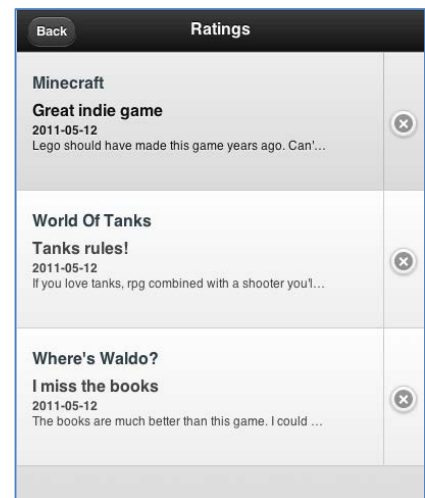 Back
Ratings
Minecraft
Great indie game
2011-05-12
Lego should have made this game years ago. Can'...
World Of Tanks
Tanks rules!
2011-05-12
If you love tanks, rpg combined with a shooter you'l...
Where's Waldo?
I miss the books
2011-05-12
The books are much better than this game. I could ...